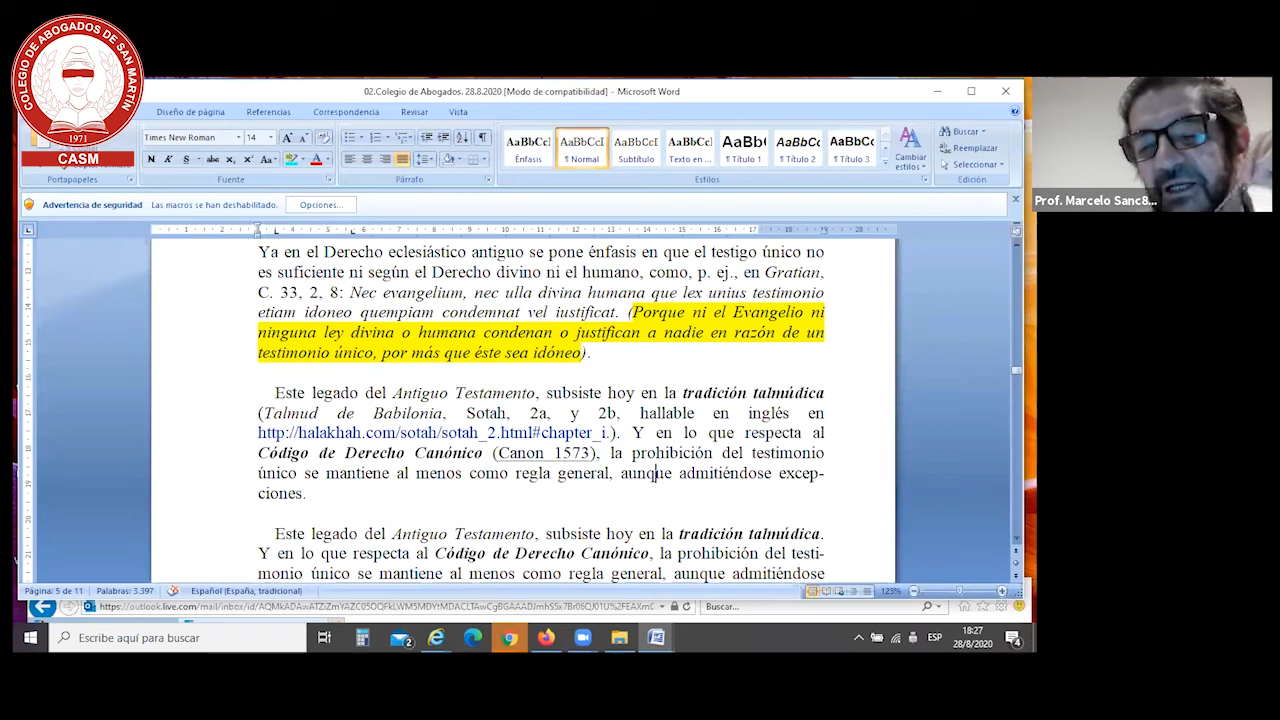 COLEGIO DE ABOGADOS DE SAN MARTÍN
1971
CASM
02.Colegio de Abogados. 28.8.2020 [Modo de compatibilidad] - Microsoft Word
Diseño de página Referencias Correspondencia Revisar Vista
Times New Roman 14
AaBbCc AaBbCcI AaBbCcI AaBbCc AaBbC AaBbCc AaBbCc
Énfasis ¶ Normal Subtítulo Texto en ... ¶ Título 1 ¶ Título 2 ¶ Título 3
Cambiar estilos
Buscar
Reemplazar
Seleccionar
Portapapeles Fuente Párrafo Estilos Edición
Advertencia de seguridad Las macros se han deshabilitado. Opciones...
Ya en el Derecho eclesiástico antiguo se pone énfasis en que el testigo único no
es suficiente ni según el Derecho divino ni el humano, como, p. ej., en Gratian,
C. 33, 2, 8: Nec evangelium, nec ulla divina humana que lex unius testimonio
etiam idoneo quempiam condemnat vel iustificat. (Porque ni el Evangelio ni
ninguna ley divina o humana condenan o justifican a nadie en razón de un
testimonio único, por más que éste sea idóneo).
Este legado del Antiguo Testamento, subsiste hoy en la tradición talmúdica
(Talmud de Babilonia, Sotah, 2a, y 2b, hallable en inglés en
http://halakhah.com/sotah/sotah_2.html#chapter_i.). Y en lo que respecta al
Código de Derecho Canónico (Canon 1573), la prohibición del testimonio
único se mantiene al menos como regla general, aunque admitiéndose excep-
ciones.
Este legado del Antiguo Testamento, subsiste hoy en la tradición talmúdica.
Y en lo que respecta al Código de Derecho Canónico, la prohibición del testi-
monio único se mantiene al menos como regla general, aunque admitiéndose
Página: 5 de 11 Palabras: 3.397 Español (España, tradicional) 125%
Buscar...
Escribe aquí para buscar
ESP
18:27
28/8/2020
Prof. Marcelo Sanc8...